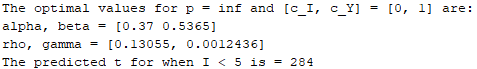 The optimal values for p = inf and [c_I, c_Y] = [0, 1] are:
alpha, beta = [0.37 0.5365]
rho, gamma = [0.13055, 0.0012436]
The predicted t for when I < 5 is = 284